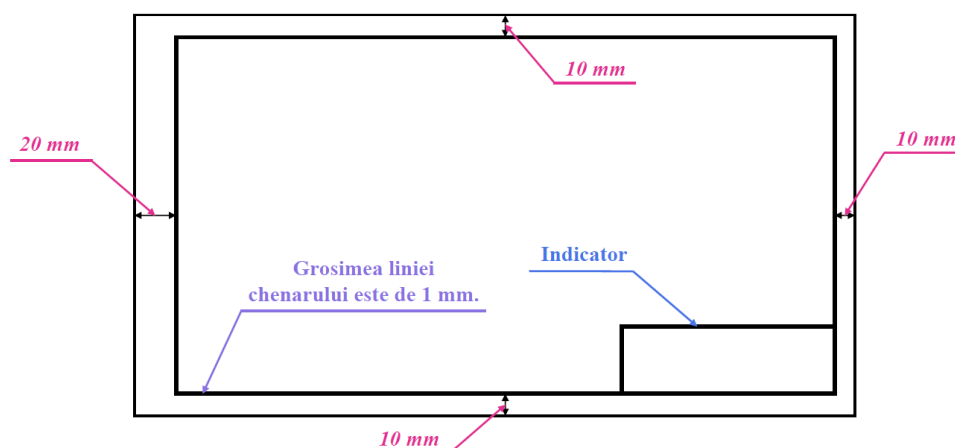 10 mm
20 mm
10 mm
Indicator
Grosimea liniei
chenarului este de 1 mm.
10 mm